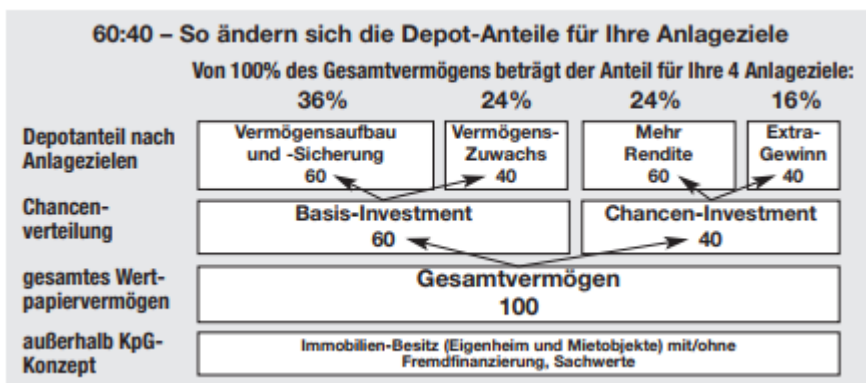 60:40 – So ändern sich die Depot-Anteile für Ihre Anlageziele
Von 100% des Gesamtvermögens beträgt der Anteil für Ihre 4 Anlageziele:
36% 24% 24% 16%
Depotanteil nach
Anlagezielen
Vermögensaufbau
und -Sicherung
60
Vermögens-
Zuwachs
40
Mehr
Rendite
60
Extra-
Gewinn
40
Chancen-
verteilung
Basis-Investment
60
Chancen-Investment
40
gesamtes Wert-
papiervermögen
Gesamtvermögen
100
außerhalb KpG-
Konzept
Immobilien-Besitz (Eigenheim und Mietobjekte) mit/ohne
Fremdfinanzierung, Sachwerte